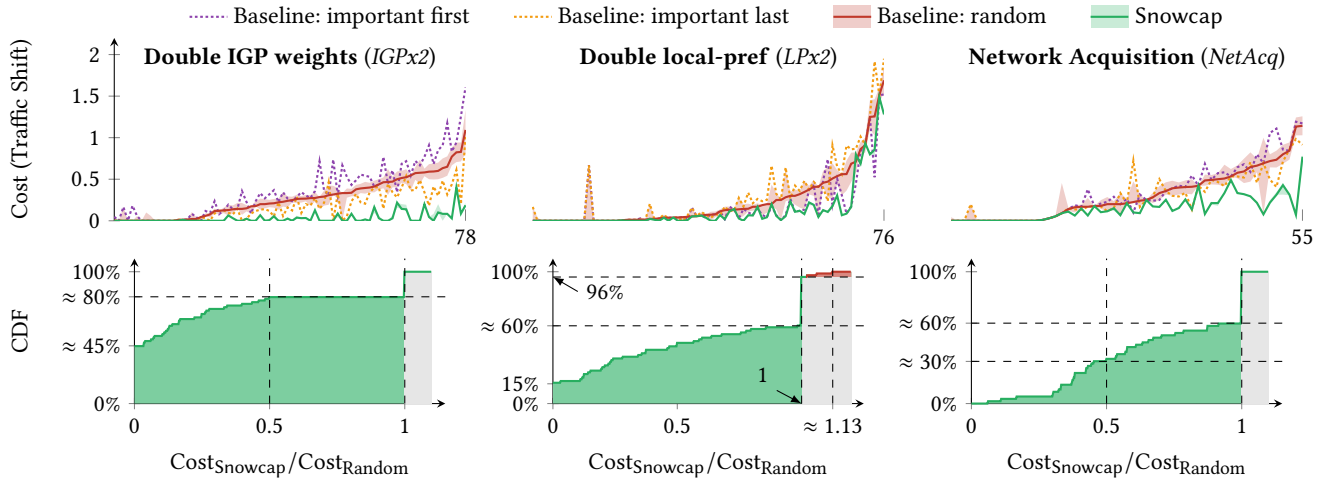 Baseline: important first Baseline: important last Baseline: random Snowcap
Double IGP weights (IGPx2) Double local-pref (LPx2) Network Acquisition (NetAcq)
Cost (Traffic Shift)
2
1.5
1
0.5
0
78 76 55
CDF
100%
≈ 80%
≈ 45%
0%
0 0.5 1
Cost_Snowcap/Cost_Random
100%
96%
≈ 60%
15%
0%
1
0 0.5 ≈ 1.13
Cost_Snowcap/Cost_Random
100%
≈ 60%
≈ 30%
0%
0 0.5 1
Cost_Snowcap/Cost_Random